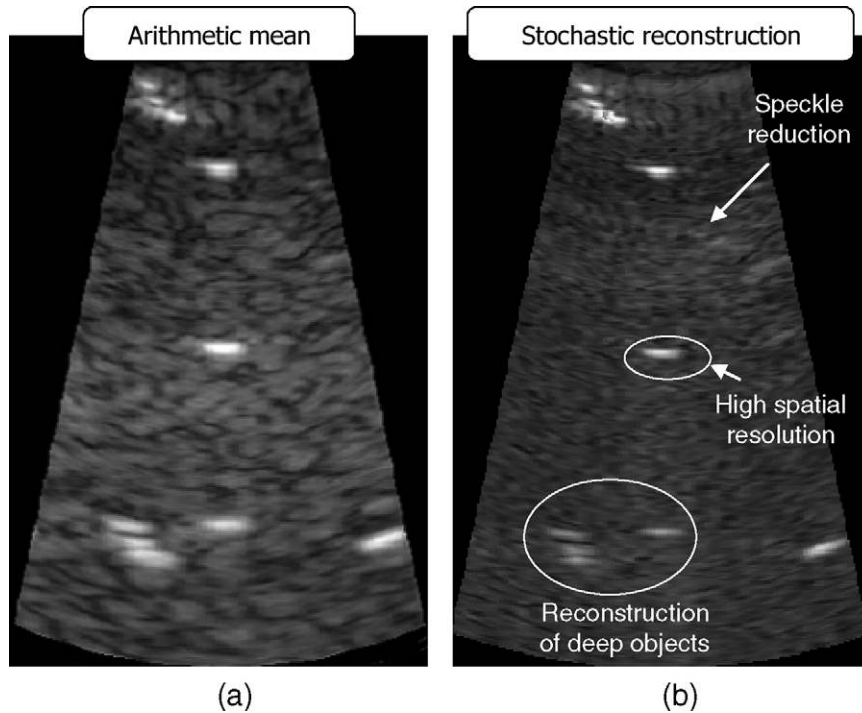 Arithmetic mean
Stochastic reconstruction
Speckle
reduction
High spatial
resolution
Reconstruction
of deep objects
(a)
(b)